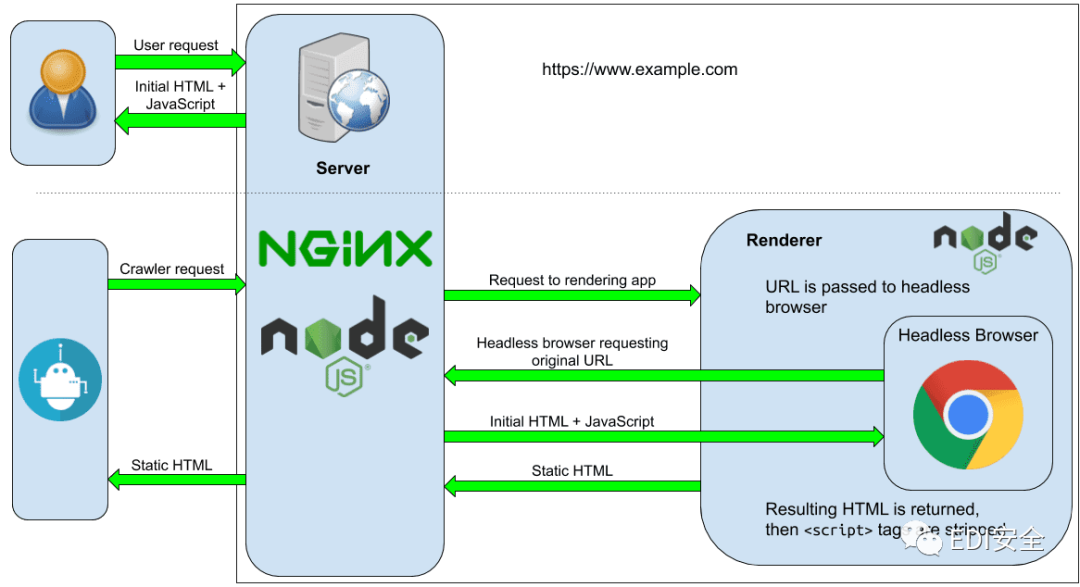 User request
Initial HTML +
JavaScript
https://www.example.com
Server
NGiNX
node
JS
Crawler request
Static HTML
Request to rendering app
Headless browser requesting
original URL
Initial HTML + JavaScript
Static HTML
Renderer
node
JS
URL is passed to headless
browser
Headless Browser
Resulting HTML is returned,
then <script> tags are stripped
EDI安全